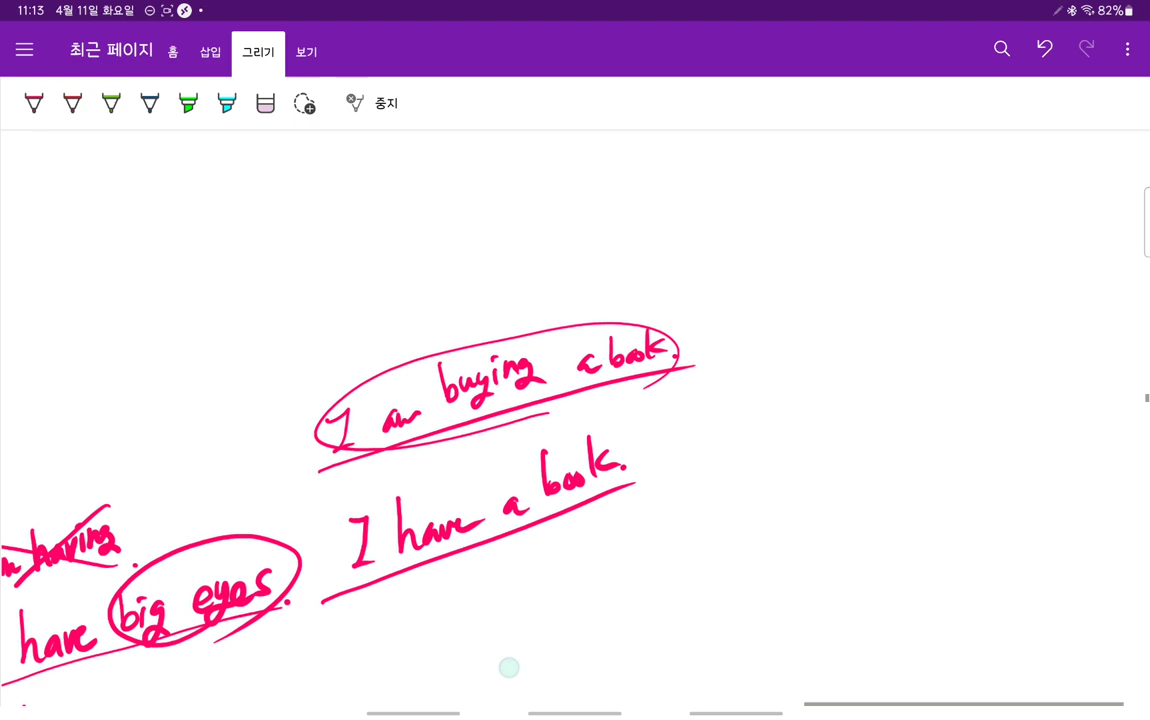 11:13 4월 11일 화요일
82%
최근 페이지 홈 삽입 그리기 보기
중지
I am buying a book.
I have a book.
having.
have big eyes.